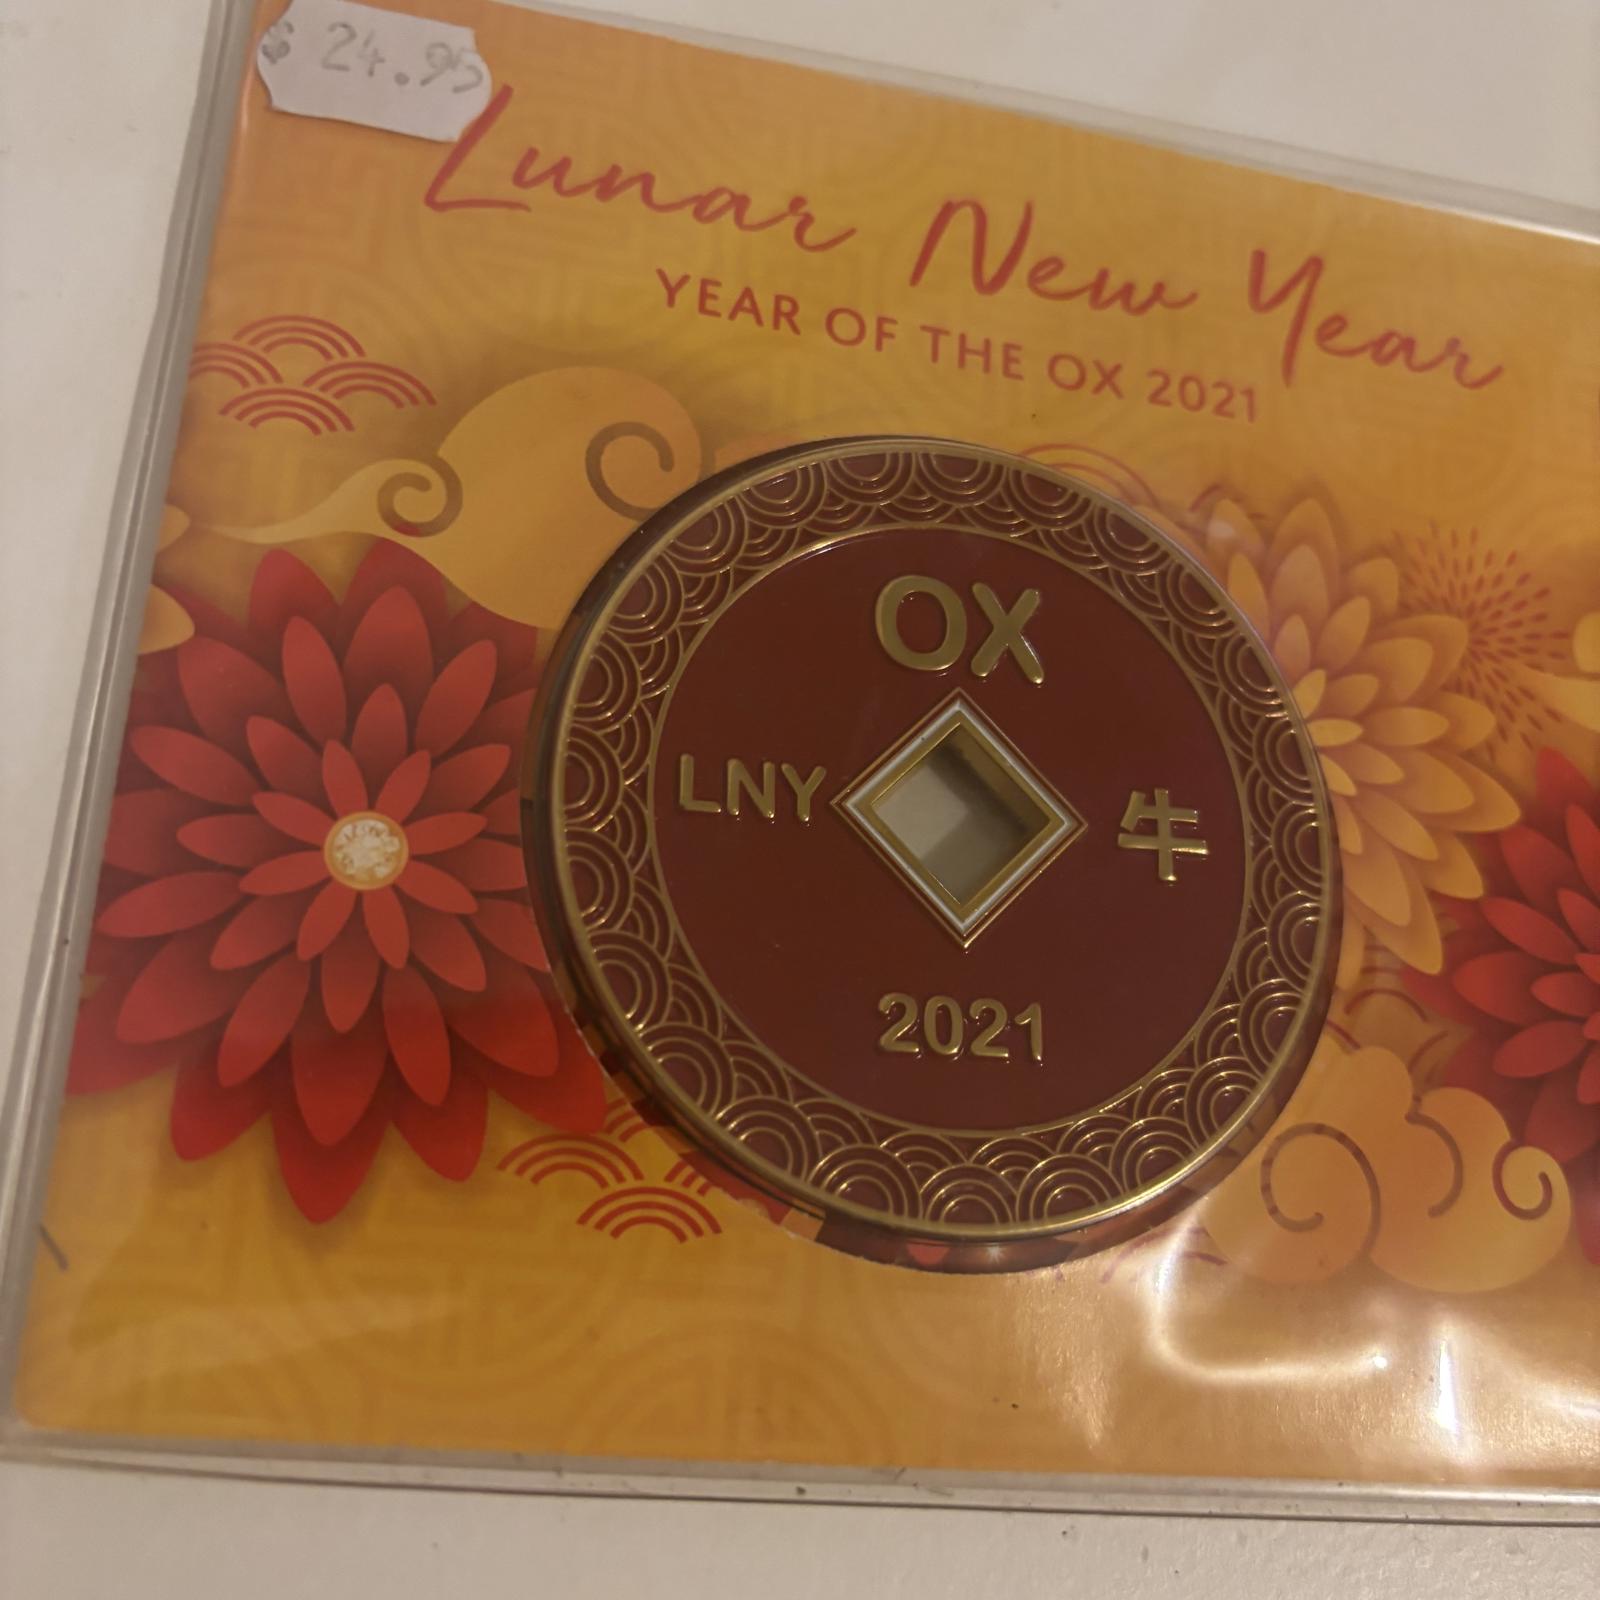 $ 24.95
Lunar New Year
YEAR OF THE OX 2021
OX
LNY 牛
2021